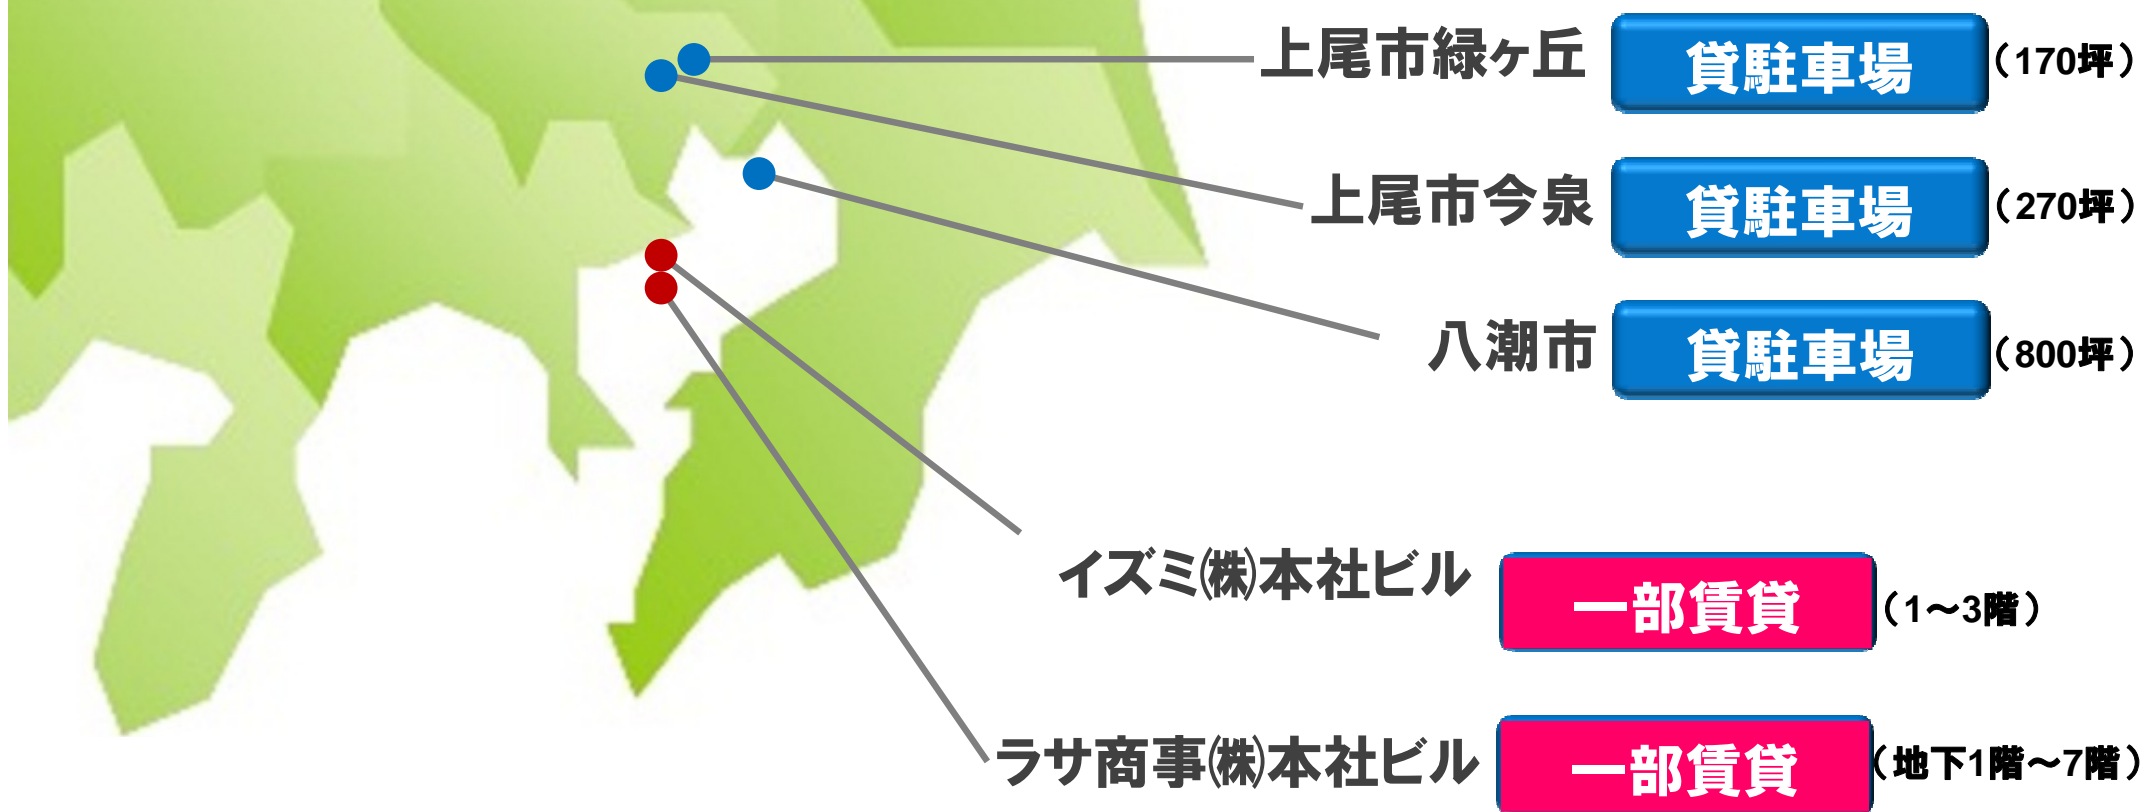 上尾市緑ヶ丘 貸駐車場 （170坪）
上尾市今泉 貸駐車場 （270坪）
八潮市 貸駐車場 （800坪）
イズミ㈱本社ビル 一部賃貸 （1～3階）
ラサ商事㈱本社ビル 一部賃貸 （地下1階～7階）